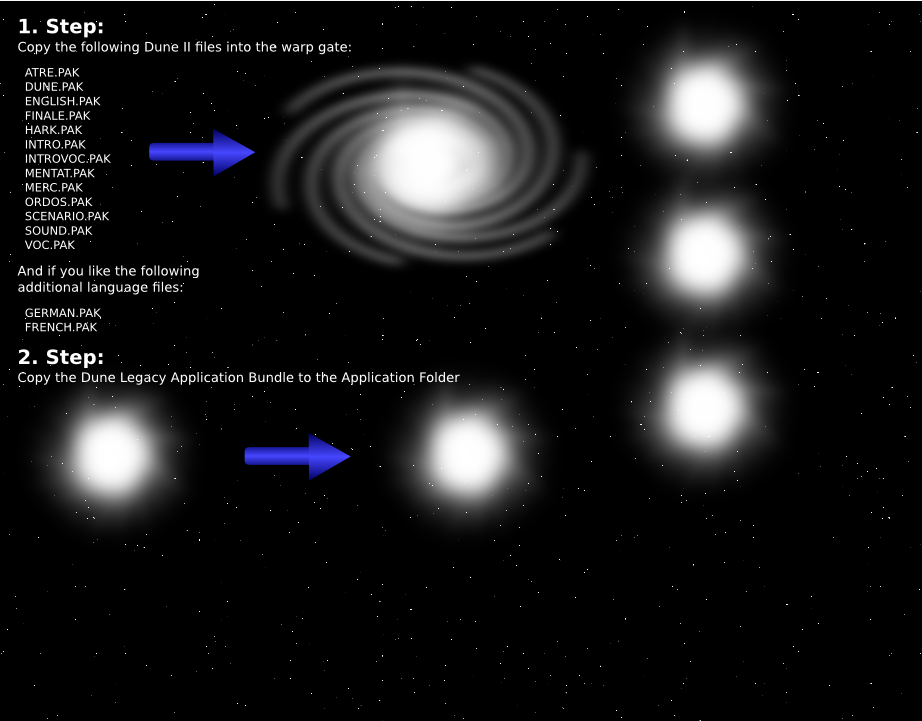 1. Step:
Copy the following Dune II files into the warp gate:
ATRE.PAK
DUNE.PAK
ENGLISH.PAK
FINALE.PAK
HARK.PAK
INTRO.PAK
INTROVOC.PAK
MENTAT.PAK
MERC.PAK
ORDOS.PAK
SCENARIO.PAK
SOUND.PAK
VOC.PAK
And if you like the following
additional language files:
GERMAN.PAK
FRENCH.PAK
2. Step:
Copy the Dune Legacy Application Bundle to the Application Folder